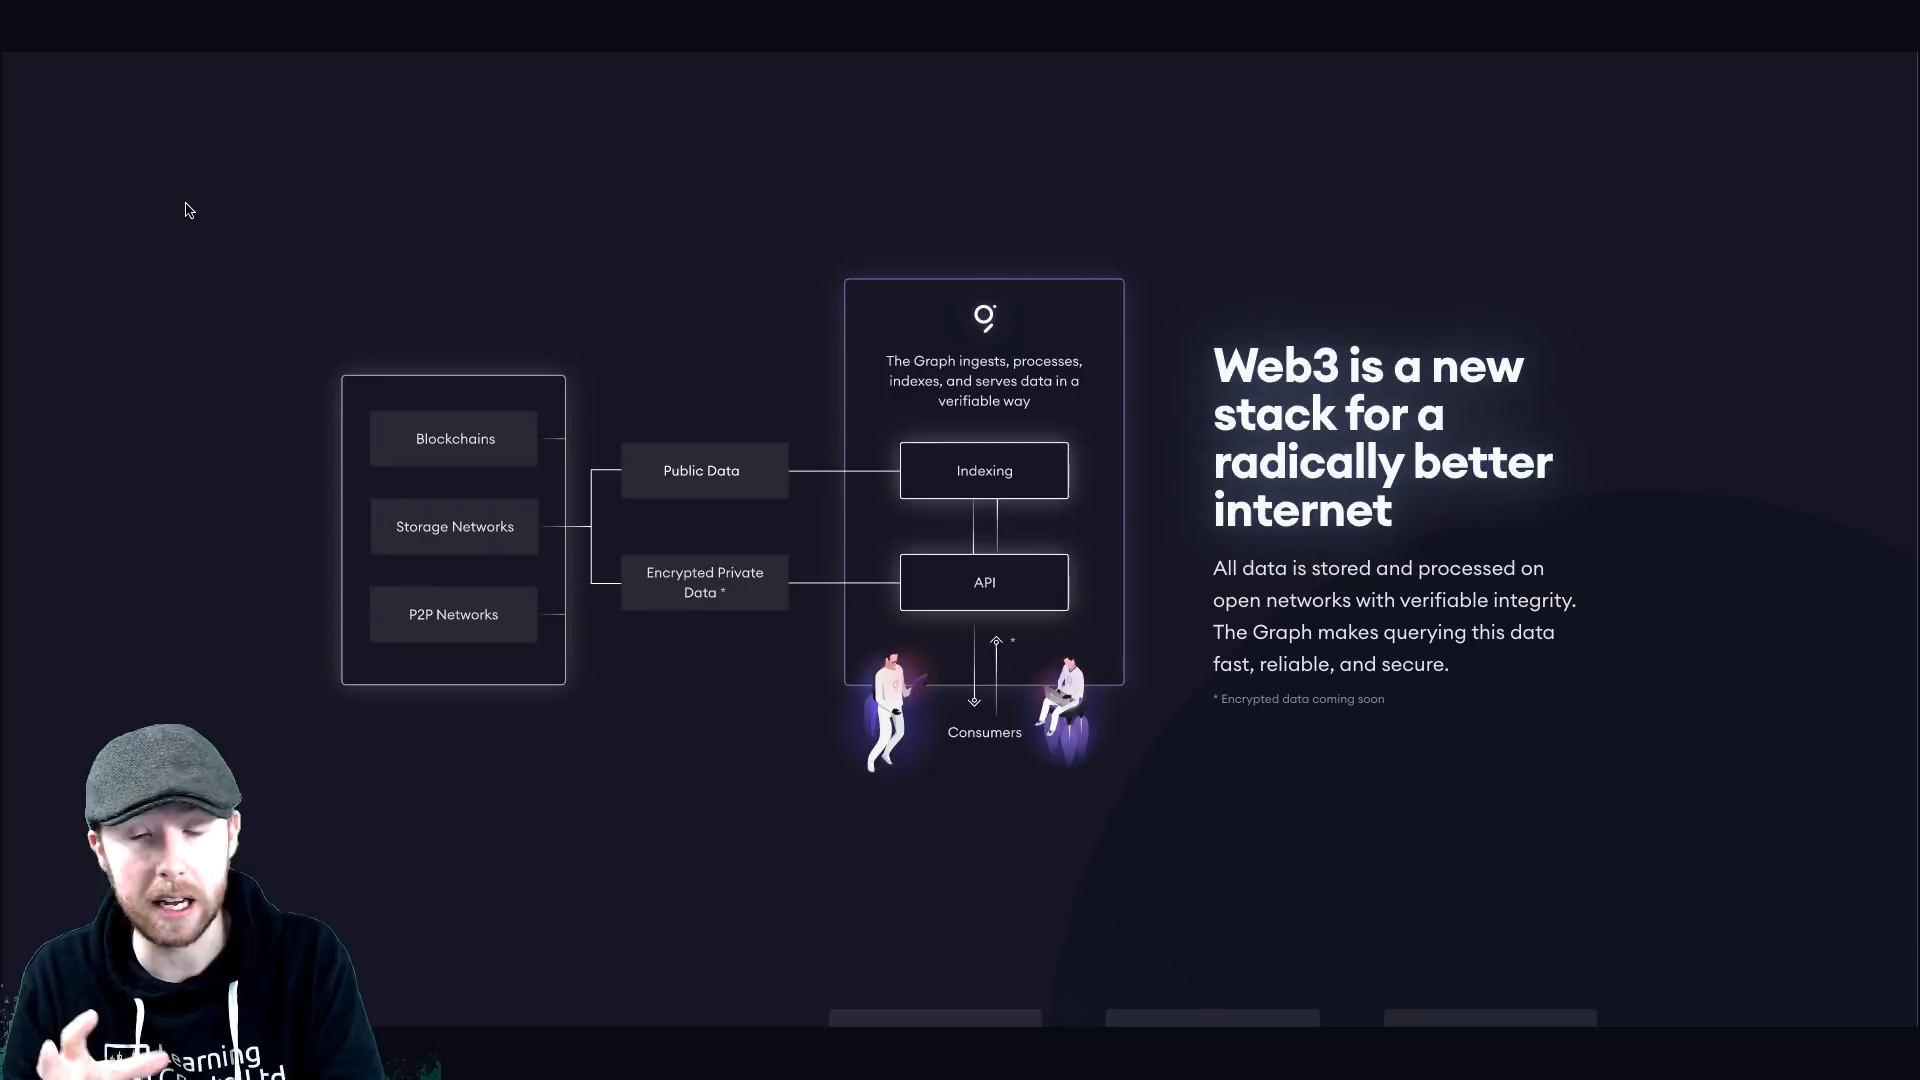 The Graph ingests, processes,
indexes, and serves data in a
verifiable way
Blockchains
Storage Networks
P2P Networks
Public Data
Encrypted Private
Data *
Indexing
API
*
Consumers
Web3 is a new
stack for a
radically better
internet
All data is stored and processed on
open networks with verifiable integrity.
The Graph makes querying this data
fast, reliable, and secure.
* Encrypted data coming soon
Learning
Ltd